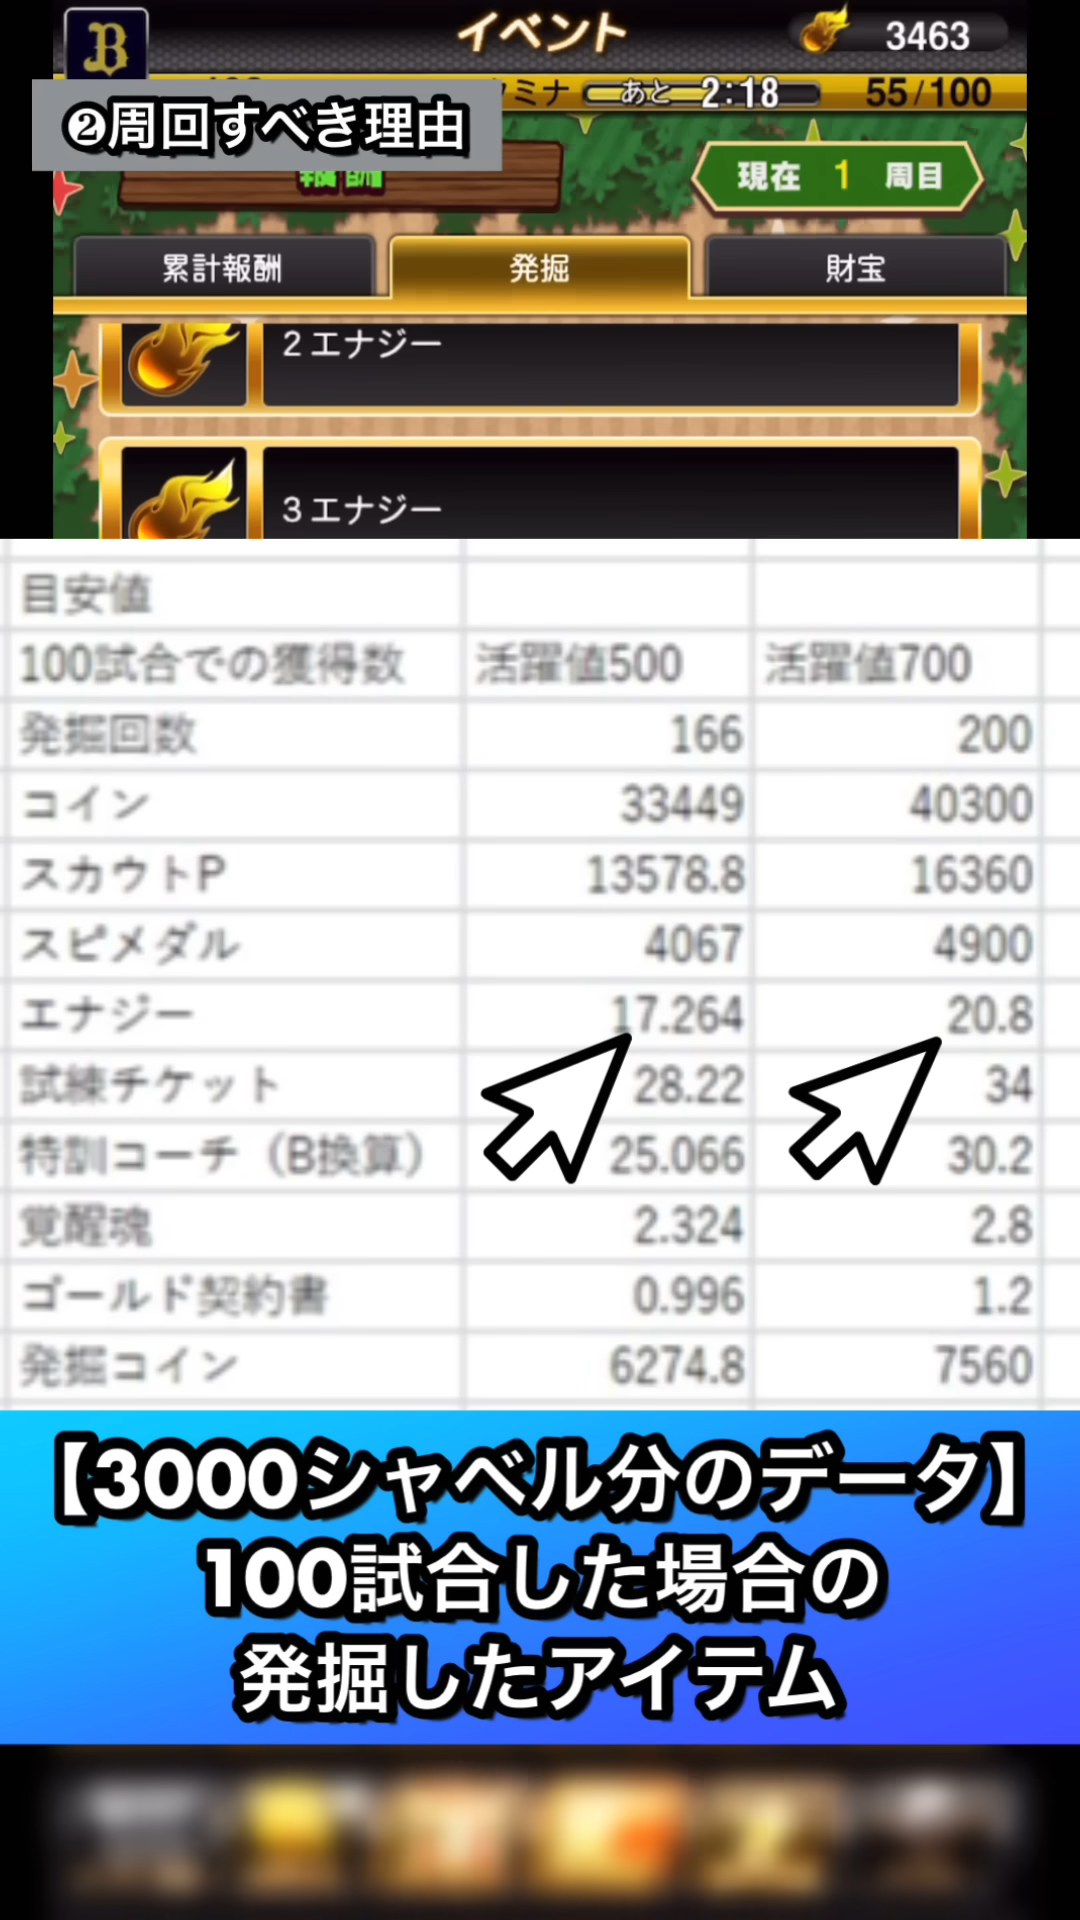 イベント
3463
あと 2:18
55/100
❷周回すべき理由
現在 1 周目
累計報酬 発掘 財宝
2 エナジー
3 エナジー
目安値
100試合での獲得数 活躍値500 活躍値700
発掘回数 166 200
コイン 33449 40300
スカウトP 13578.8 16360
スピメダル 4067 4900
エナジー 17.264 20.8
試練チケット 28.22 34
特訓コーチ（B換算） 25.066 30.2
覚醒魂 2.324 2.8
ゴールド契約書 0.996 1.2
発掘コイン 6274.8 7560
【3000シャベル分のデータ】
100試合した場合の
発掘したアイテム